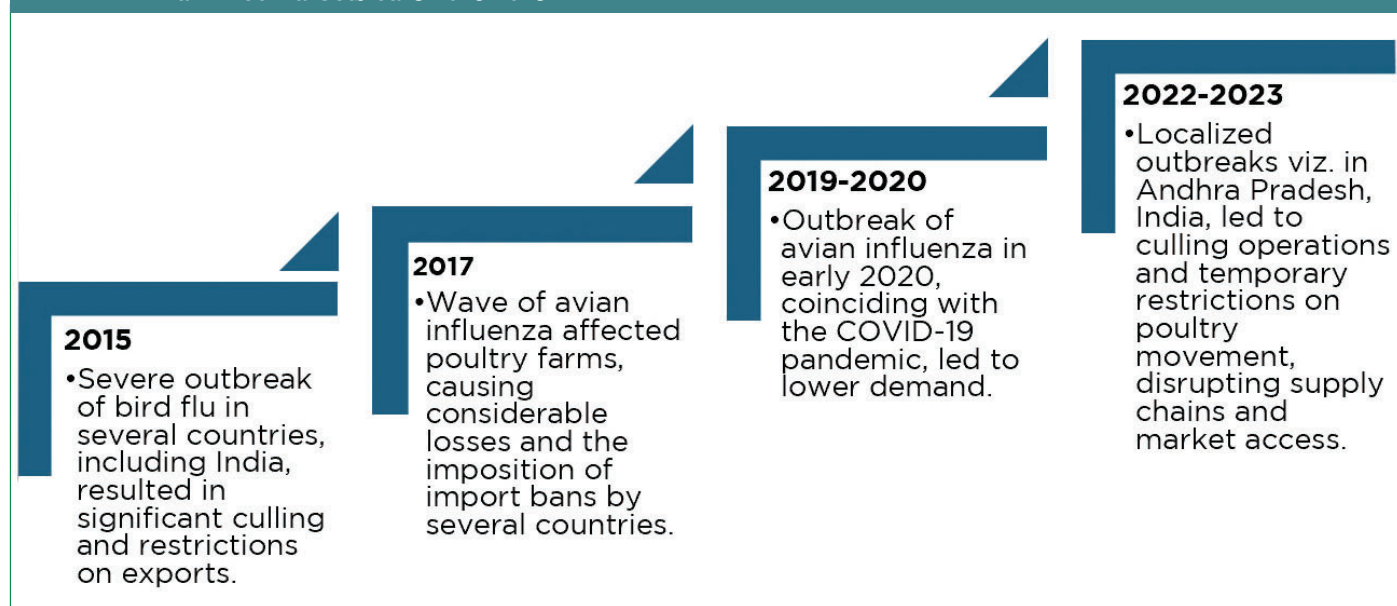 2015
•Severe outbreak
of bird flu in
several countries,
including India,
resulted in
significant culling
and restrictions
on exports.
2017
•Wave of avian
influenza affected
poultry farms,
causing
considerable
losses and the
imposition of
import bans by
several countries.
2019-2020
•Outbreak of
avian influenza in
early 2020,
coinciding with
the COVID-19
pandemic, led to
lower demand.
2022-2023
•Localized
outbreaks viz. in
Andhra Pradesh,
India, led to
culling operations
and temporary
restrictions on
poultry
movement,
disrupting supply
chains and
market access.